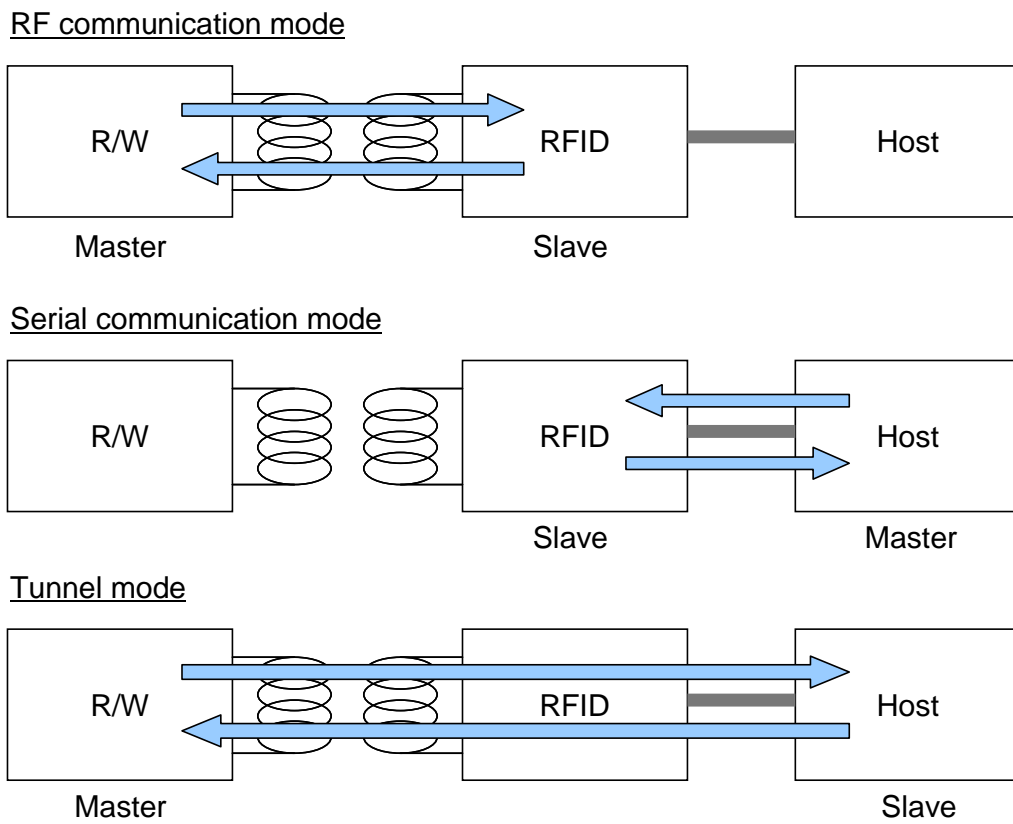 RF communication mode
R/W RFID Host
Master Slave
Serial communication mode
R/W RFID Host
Slave Master
Tunnel mode
R/W RFID Host
Master Slave